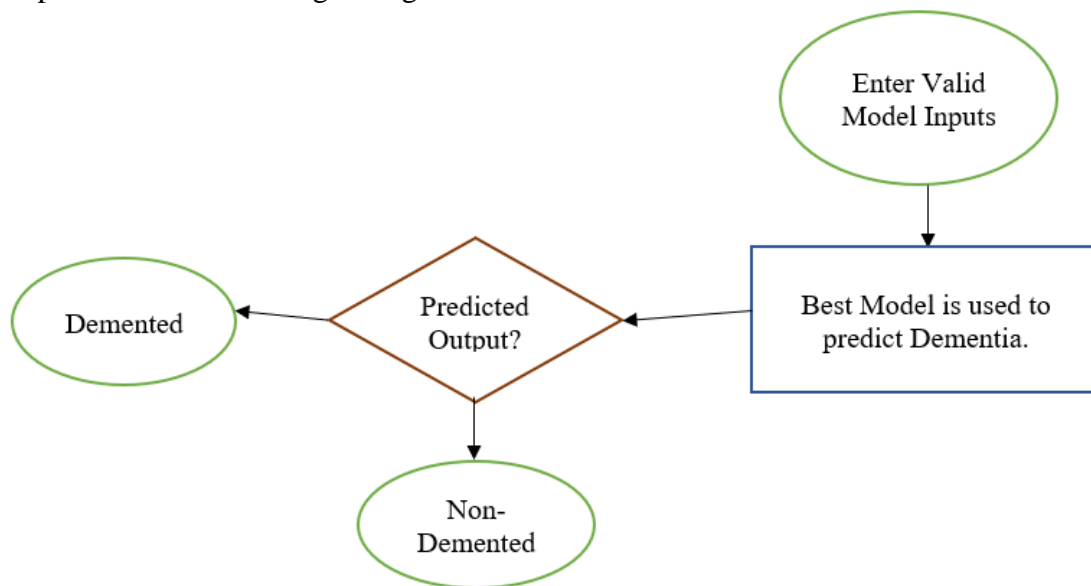 Enter Valid
Model Inputs
Best Model is used to
predict Dementia.
Predicted
Output?
Demented
Non-
Demented